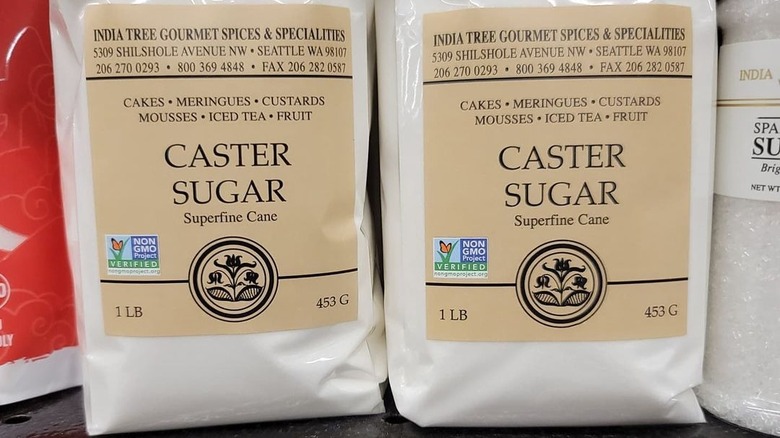 INDIA TREE GOURMET SPICES & SPECIALITIES
5309 SHILSHOLE AVENUE NW • SEATTLE WA 98107
206 270 0293 • 800 369 4848 • FAX 206 282 0587
CAKES • MERINGUES • CUSTARDS
MOUSSES • ICED TEA • FRUIT
CASTER
SUGAR
Superfine Cane
NON
GMO
Project
VERIFIED
nongmoproject.org
1 LB
453 G
INDIA TREE GOURMET SPICES & SPECIALITIES
5309 SHILSHOLE AVENUE NW • SEATTLE WA 98107
206 270 0293 • 800 369 4848 • FAX 206 282 0587
CAKES • MERINGUES • CUSTARDS
MOUSSES • ICED TEA • FRUIT
CASTER
SUGAR
Superfine Cane
NON
GMO
Project
VERIFIED
nongmoproject.org
1 LB
453 G
INDIA
SPA
SU
Brig
NET WT